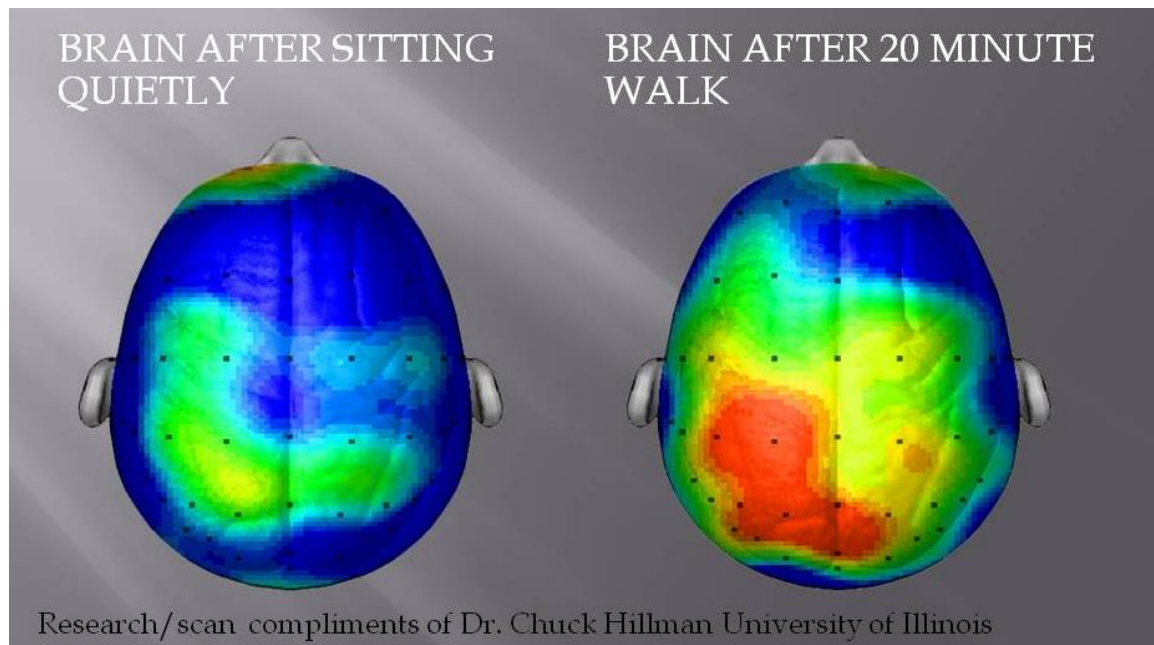 BRAIN AFTER SITTING
QUIETLY
BRAIN AFTER 20 MINUTE
WALK
Research/scan compliments of Dr. Chuck Hillman University of Illinois